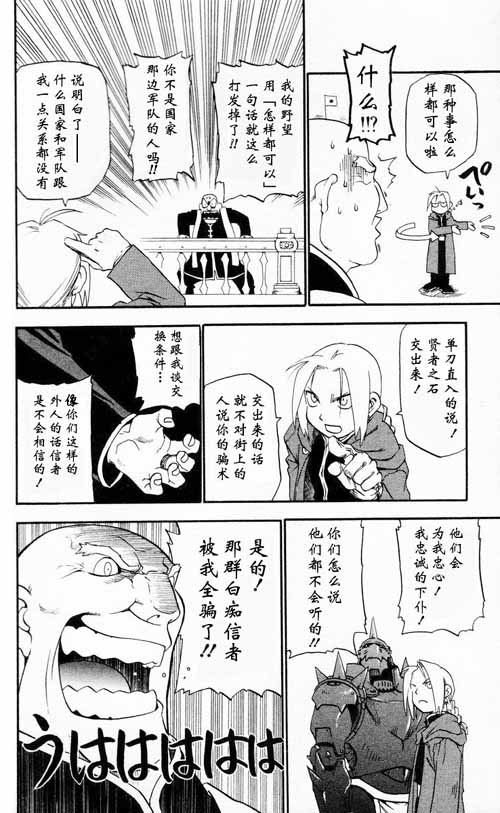 那种事怎么
样都可以啦
ぺいっ
什么!!?
我的野望
用「怎样都可以」
一句话就这么
打发掉了!!
你不是国家
那边军队的人吗!!
说明白了——
什么国家和军队跟
我一点关系都没有
单刀直入的说!
贤者之石
交出来!
交出来的话
就不对街上的
人说你的骗术
想跟我谈交
换条件…
像你们这样的
外人的话信者
是不会相信的!
他们会
为我忠心!
我忠诚的下仆!
你们怎么说
他们都不会听的!!
是的!
那群白痴信者
被我全骗了!!
うはははははは